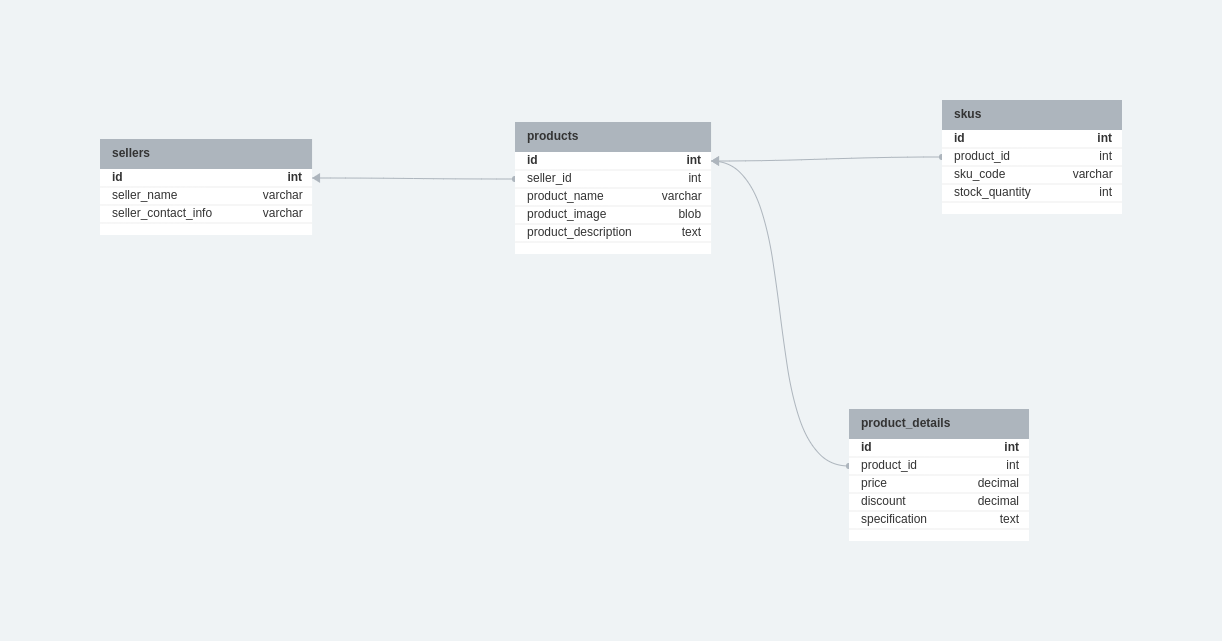 sellers
id int
seller_name varchar
seller_contact_info varchar
products
id int
seller_id int
product_name varchar
product_image blob
product_description text
skus
id int
product_id int
sku_code varchar
stock_quantity int
product_details
id int
product_id int
price decimal
discount decimal
specification text